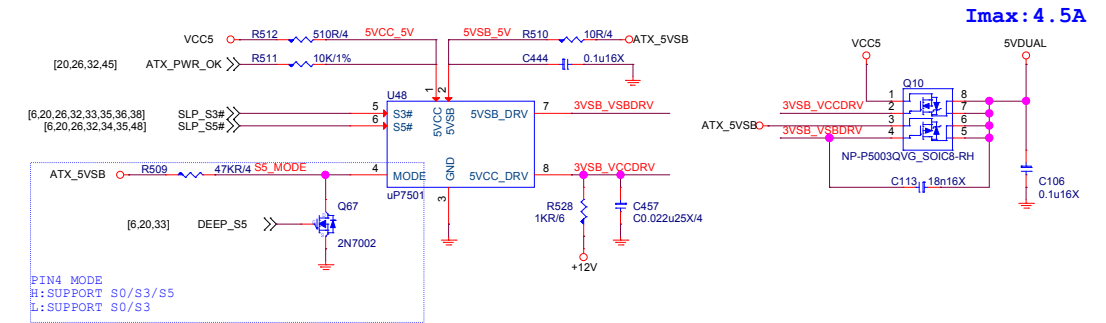 Imax:4.5A
VCC5 R512 510R/4 5VCC_5V 5VSB_5V R510 10R/4 ATX_5VSB
[20,26,32,45] ATX_PWR_OK R511 10K/1% C444 0.1u16X
1 2
U48
[6,20,26,32,33,35,36,38] SLP_S3# 5 S3# 5VCC 5VSB 5VSB_DRV 7 3VSB_VSBDRV
[6,20,26,32,34,35,48] SLP_S5# 6 S5#
ATX_5VSB R509 47KR/4 S5_MODE 4 MODE GND 5VCC_DRV 8 3VSB_VCCDRV
uP7501
3
Q67
[6,20,33] DEEP_S5
2N7002
R528
1KR/6
C457
C0.022u25X/4
+12V
PIN4 MODE
H:SUPPORT S0/S3/S5
L:SUPPORT S0/S3
VCC5 5VDUAL
Q10
1 8
3VSB_VCCDRV 2 7
ATX_5VSB 3 6
3VSB_VSBDRV 4 5
NP-P5003QVG_SOIC8-RH
C113 18n16X
C106
0.1u16X